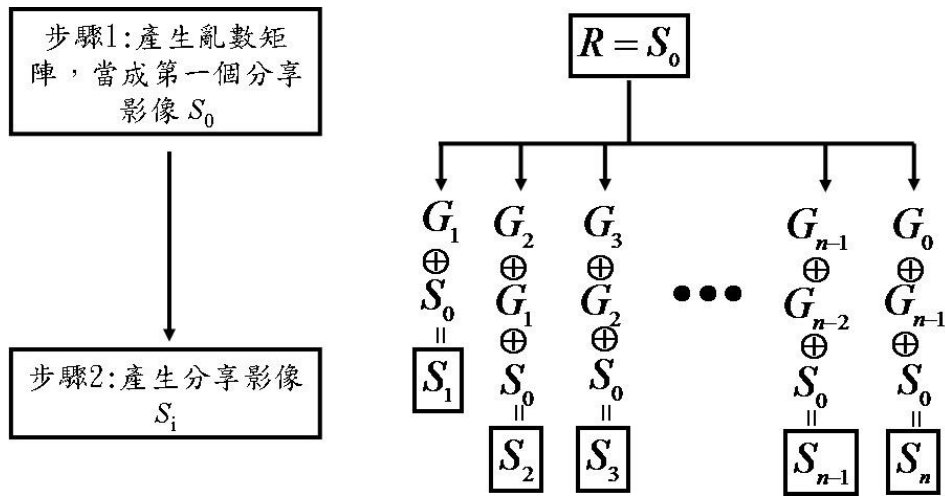 步驟1:產生亂數矩
陣，當成第一個分享
影像 S₀
步驟2:產生分享影像
Sᵢ
R = S₀
G₁
⊕
S₀
=
S₁
G₂
⊕
G₁
⊕
S₀
=
S₂
G₃
⊕
G₂
⊕
S₀
=
S₃
●●●
Gₙ₋₁
⊕
Gₙ₋₂
⊕
S₀
=
Sₙ₋₁
G₀
⊕
Gₙ₋₁
⊕
S₀
=
Sₙ